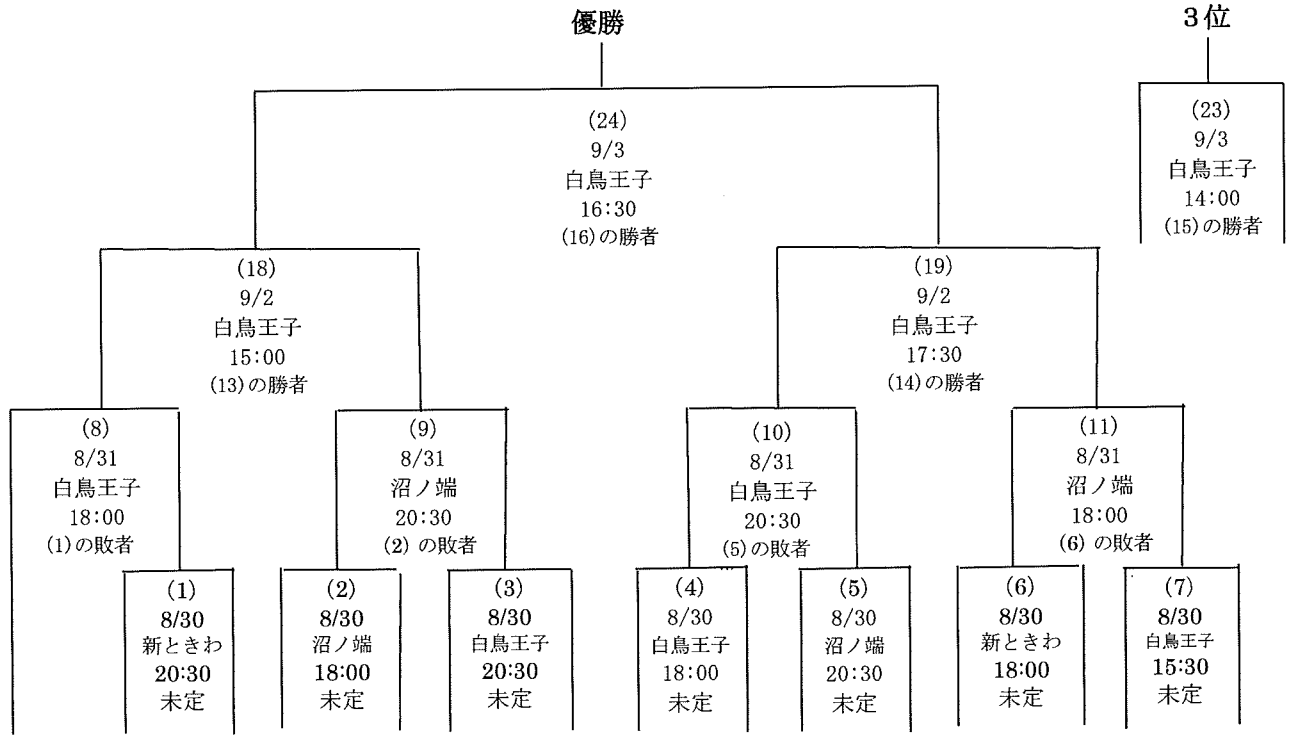 優勝
3位
(24)
9/3
白鳥王子
16:30
(16)の勝者
(23)
9/3
白鳥王子
14:00
(15)の勝者
(18)
9/2
白鳥王子
15:00
(13)の勝者
(19)
9/2
白鳥王子
17:30
(14)の勝者
(8)
8/31
白鳥王子
18:00
(1)の敗者
(9)
8/31
沼ノ端
20:30
(2) の敗者
(10)
8/31
白鳥王子
20:30
(5)の敗者
(11)
8/31
沼ノ端
18:00
(6) の敗者
(1)
8/30
新ときわ
20:30
未定
(2)
8/30
沼ノ端
18:00
未定
(3)
8/30
白鳥王子
20:30
未定
(4)
8/30
白鳥王子
18:00
未定
(5)
8/30
沼ノ端
20:30
未定
(6)
8/30
新ときわ
18:00
未定
(7)
8/30
白鳥王子
15:30
未定